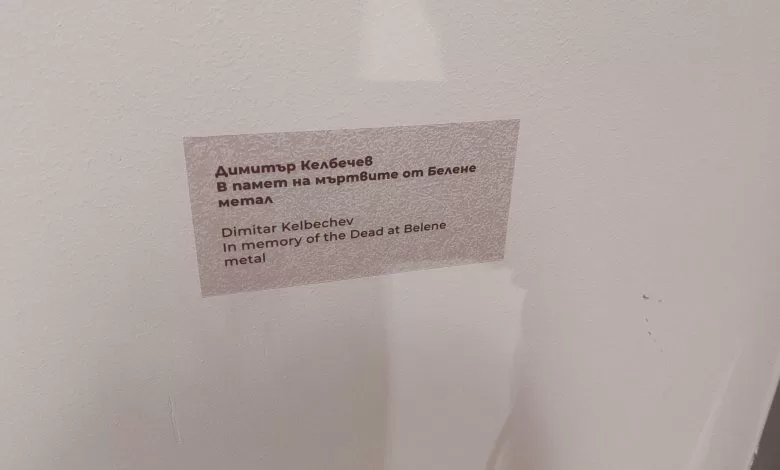 Димитър Келбечев
В памет на мъртвите от Белене
метал
Dimitar Kelbechev
In memory of the Dead at Belene
metal